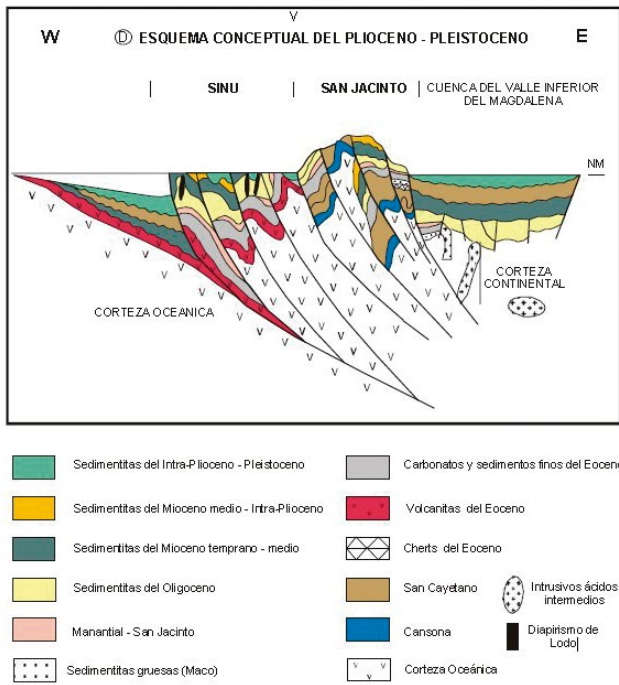 V
W
Ⓓ ESQUEMA CONCEPTUAL DEL PLIOCENO - PLEISTOCENO
E
SINU
SAN JACINTO
CUENCA DEL VALLE INFERIOR
DEL MAGDALENA
NM
CORTEZA OCEANICA
CORTEZA
CONTINENTAL
Sedimentitas del Intra-Plioceno - Pleistoceno
Sedimentitas del Mioceno medio - Intra-Plioceno
Sedimentitas del Mioceno temprano - medio
Sedimentitas del Oligoceno
Manantial - San Jacinto
Sedimentitas gruesas (Maco)
Carbonatos y sedimentos finos del Eoceno
Volcanitas del Eoceno
Cherts del Eoceno
San Cayetano
Cansona
Corteza Oceánica
Intrusivos ácidos
intermedios
Diapirismo de
Lodo